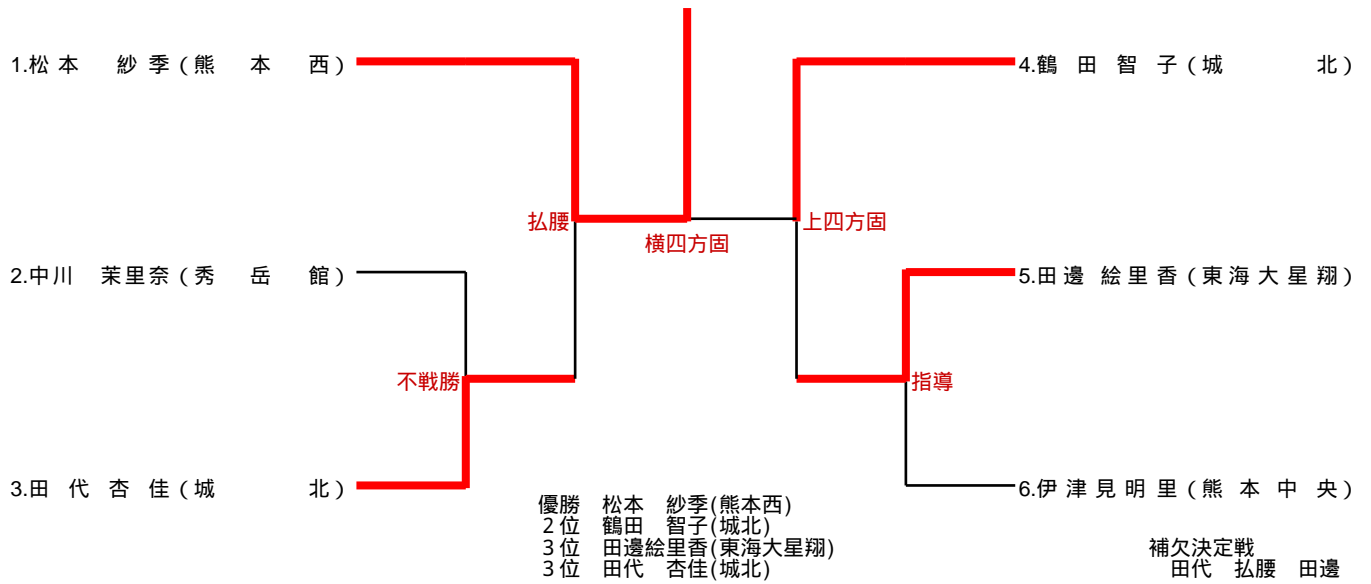 1.松本 紗季(熊本西)
4.鶴田智子(城北)
払腰
上四方固
横四方固
2.中川 茉里奈(秀岳館)
5.田邊絵里香(東海大星翔)
不戦勝
指導
3.田代杏佳(城北)
6.伊津見明里(熊本中央)
優勝 松本 紗季(熊本西)
2位 鶴田 智子(城北)
3位 田邊絵里香(東海大星翔)
3位 田代 杏佳(城北)
補欠決定戦
田代 払腰 田邊